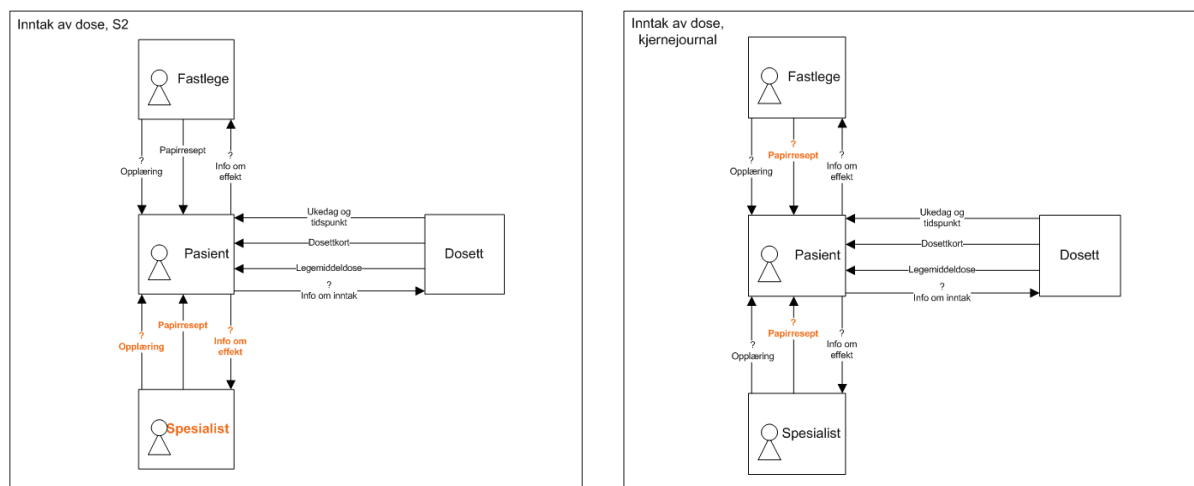 Inntak av dose, S2
Fastlege
?
Opplæring
Papirresept
?
Info om
effekt
Ukedag og
tidspunkt
Dosettkort
Legemiddeldose
?
Info om inntak
Pasient
Dosett
?
Opplæring
Papirresept
?
Info om
effekt
Spesialist
Inntak av dose,
kjernejournal
Fastlege
?
Opplæring
?
Papirresept
?
Info om
effekt
Ukedag og
tidspunkt
Dosettkort
Legemiddeldose
?
Info om inntak
Pasient
Dosett
?
Opplæring
?
Papirresept
?
Info om
effekt
Spesialist